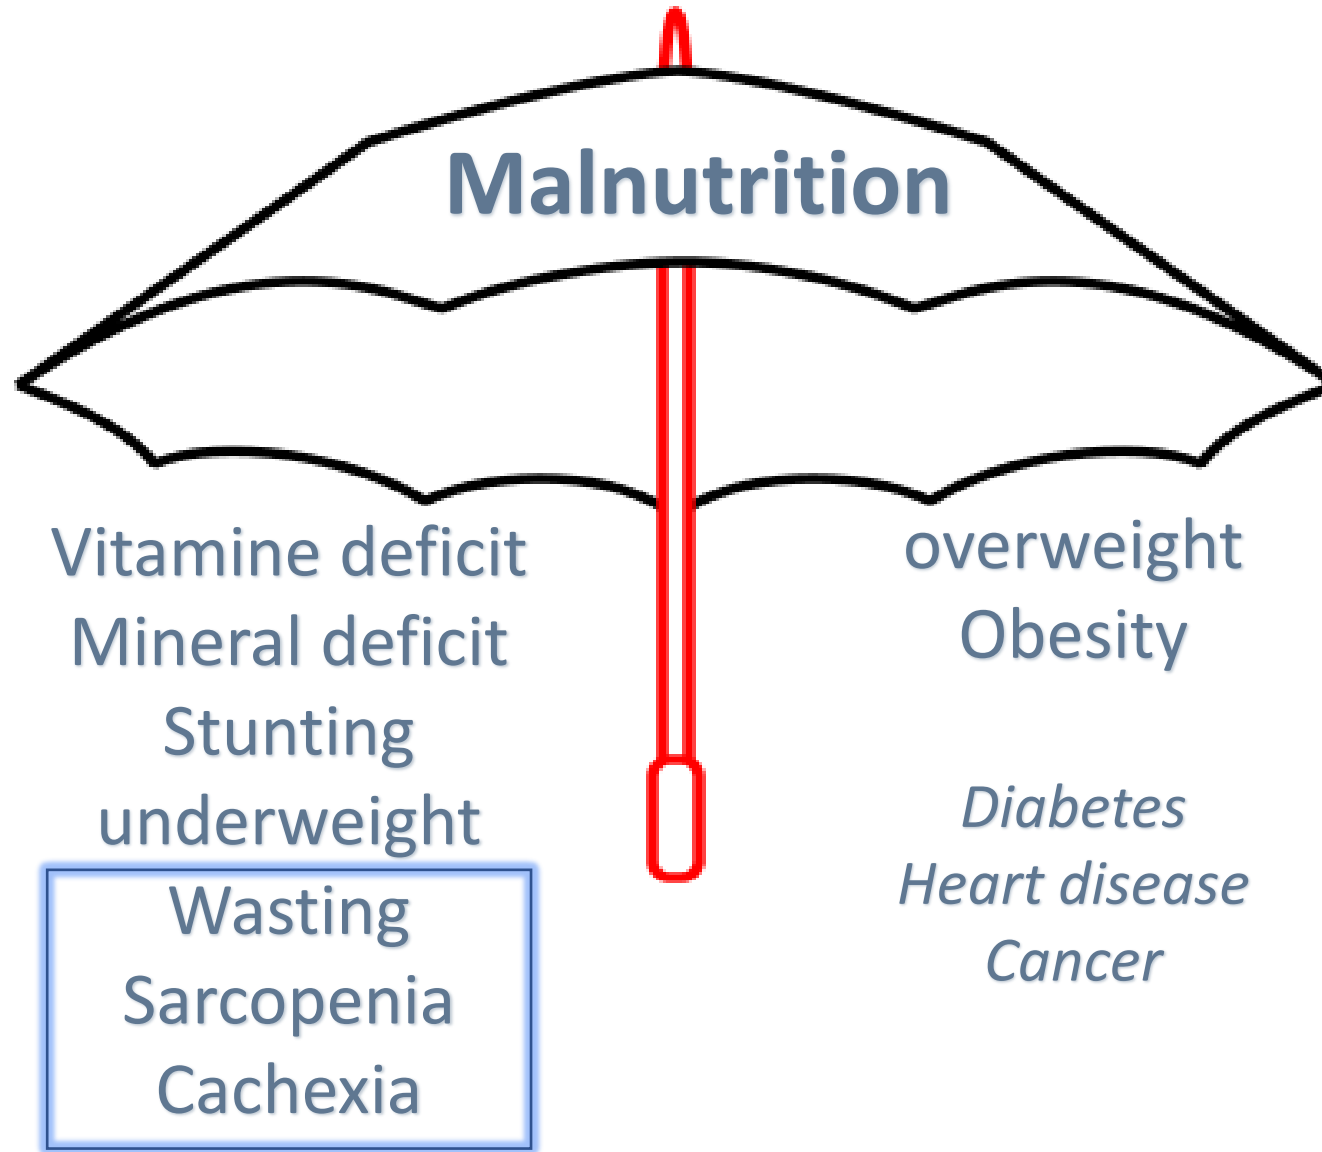 Malnutrition
Vitamine deficit
Mineral deficit
Stunting
underweight
Wasting
Sarcopenia
Cachexia
overweight
Obesity
Diabetes
Heart disease
Cancer